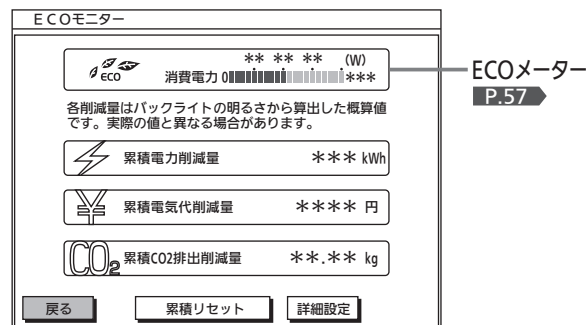 ECOモニター
** ** ** (W)
ECO 消費電力 0 ***
ECOメーター
P.57
各削減量はバックライトの明るさから算出した概算値
です。実際の値と異なる場合があります。
累積電力削減量 *** kWh
¥ 累積電気代削減量 **** 円
CO2 累積CO2排出削減量 **.** kg
戻る 累積リセット 詳細設定